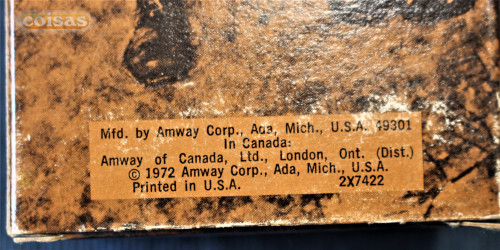 coisas
Mfd. by Amway Corp., Ada, Mich., U.S.A. 49301
In Canada:
Amway of Canada, Ltd., London, Ont. (Dist.)
© 1972 Amway Corp., Ada, Mich., U.S.A.
Printed in U.S.A. 2X7422